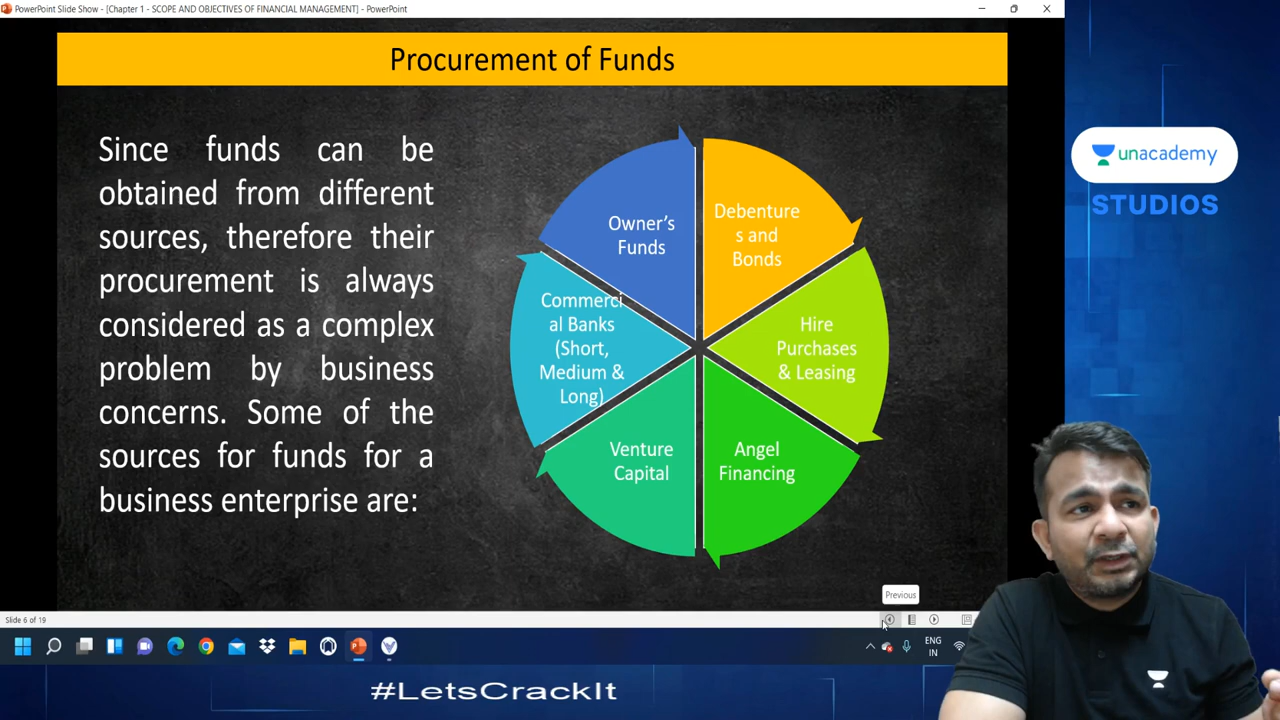 PowerPoint Slide Show - [Chapter 1 - SCOPE AND OBJECTIVES OF FINANCIAL MANAGEMENT] - PowerPoint
Procurement of Funds
Since funds can be
obtained from different
sources, therefore their
procurement is always
considered as a complex
problem by business
concerns. Some of the
sources for funds for a
business enterprise are:
Owner's
Funds
Debenture
s and
Bonds
Hire
Purchases
& Leasing
Angel
Financing
Venture
Capital
Commerci
al Banks
(Short,
Medium &
Long)
unacademy
STUDIOS
Previous
Slide 6 of 19
ENG
IN
#LetsCrackIt